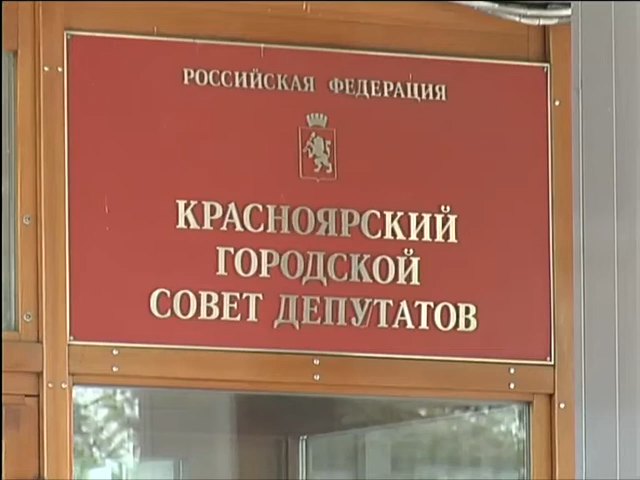 РОССИЙСКАЯ ФЕДЕРАЦИЯ
КРАСНОЯРСКИЙ
ГОРОДСКОЙ
СОВЕТ ДЕПУТАТОВ